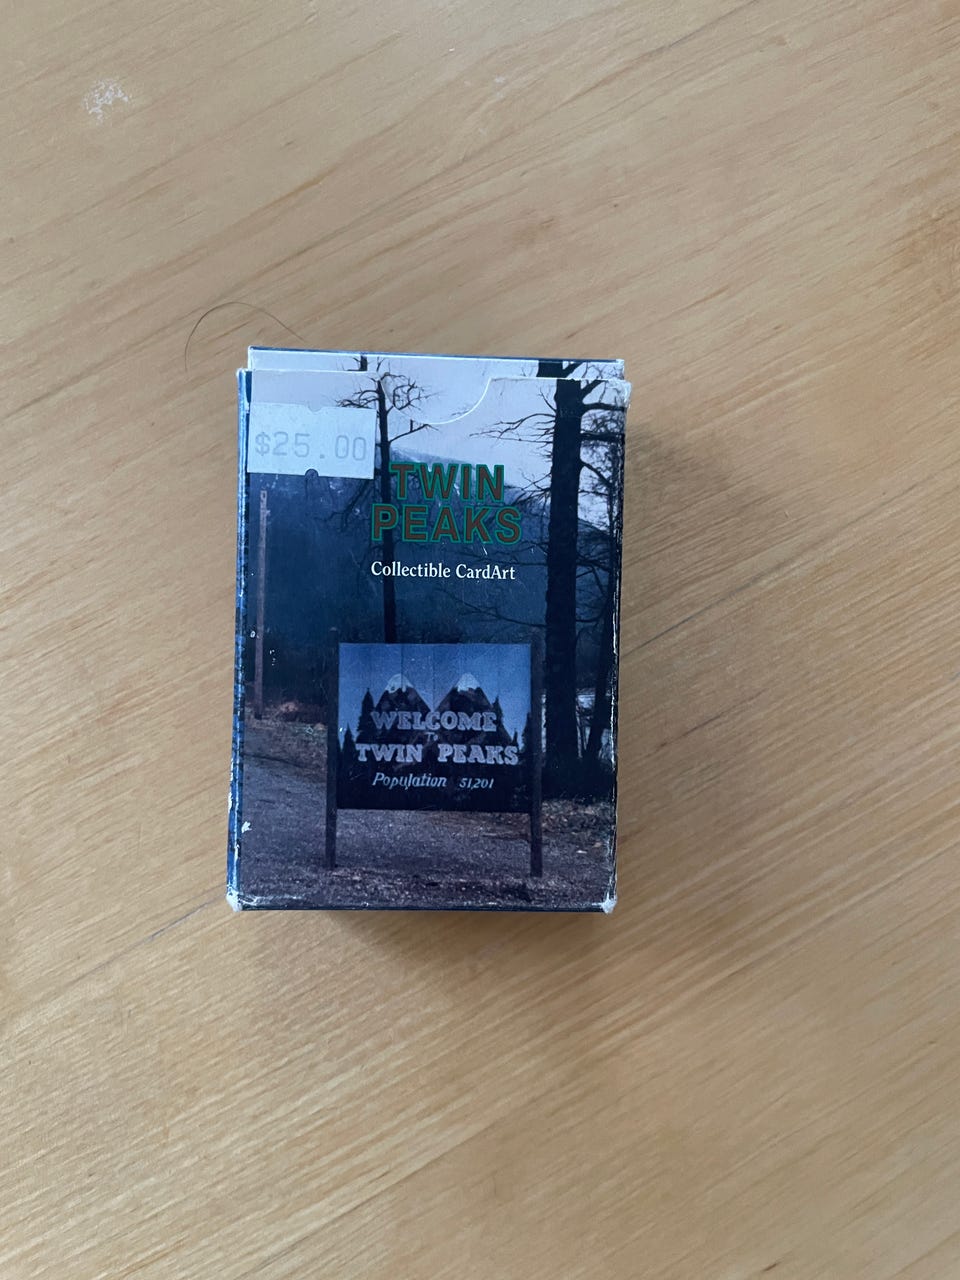 $25.00
TWIN
PEAKS
Collectible CardArt
WELCOME
To
TWIN PEAKS
Population 51,201